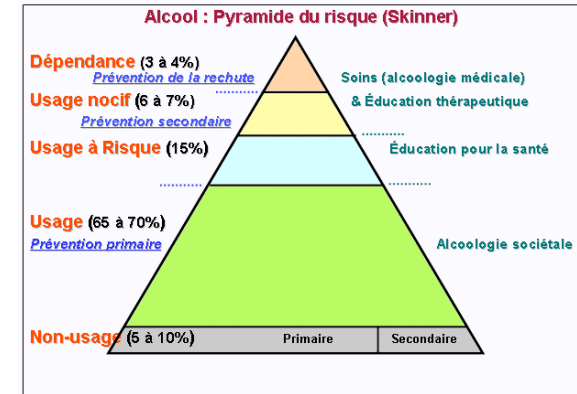 Alcool : Pyramide du risque (Skinner)
Dépendance (3 à 4%)
Prévention de la rechute
Soins (alcoologie médicale)
Usage nocif (6 à 7%)
& Éducation thérapeutique
Prévention secondaire
Usage à Risque (15%)
Éducation pour la santé
Usage (65 à 70%)
Prévention primaire
Alcoologie sociétale
Non-usage (5 à 10%)
Primaire
Secondaire